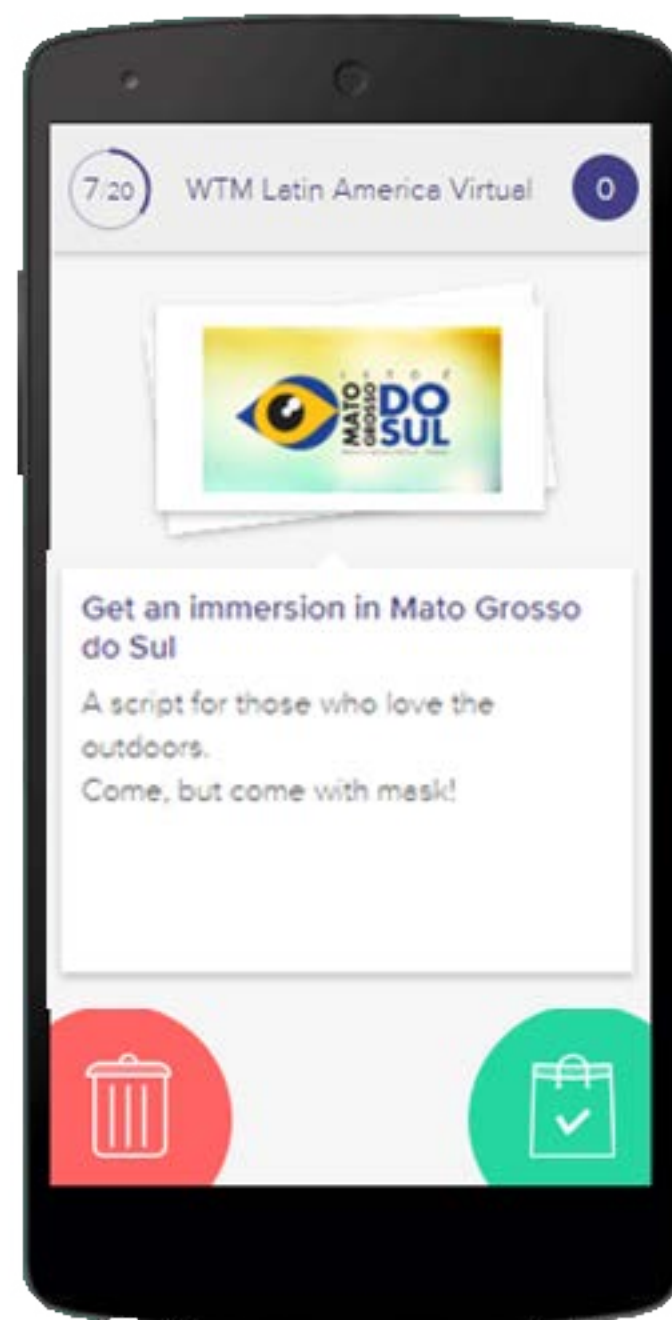 7/20
WTM Latin America Virtual
0
ISTO É
MATO
GROSSO
DO
SUL
Get an immersion in Mato Grosso
do Sul
A script for those who love the
outdoors.
Come, but come with mask!